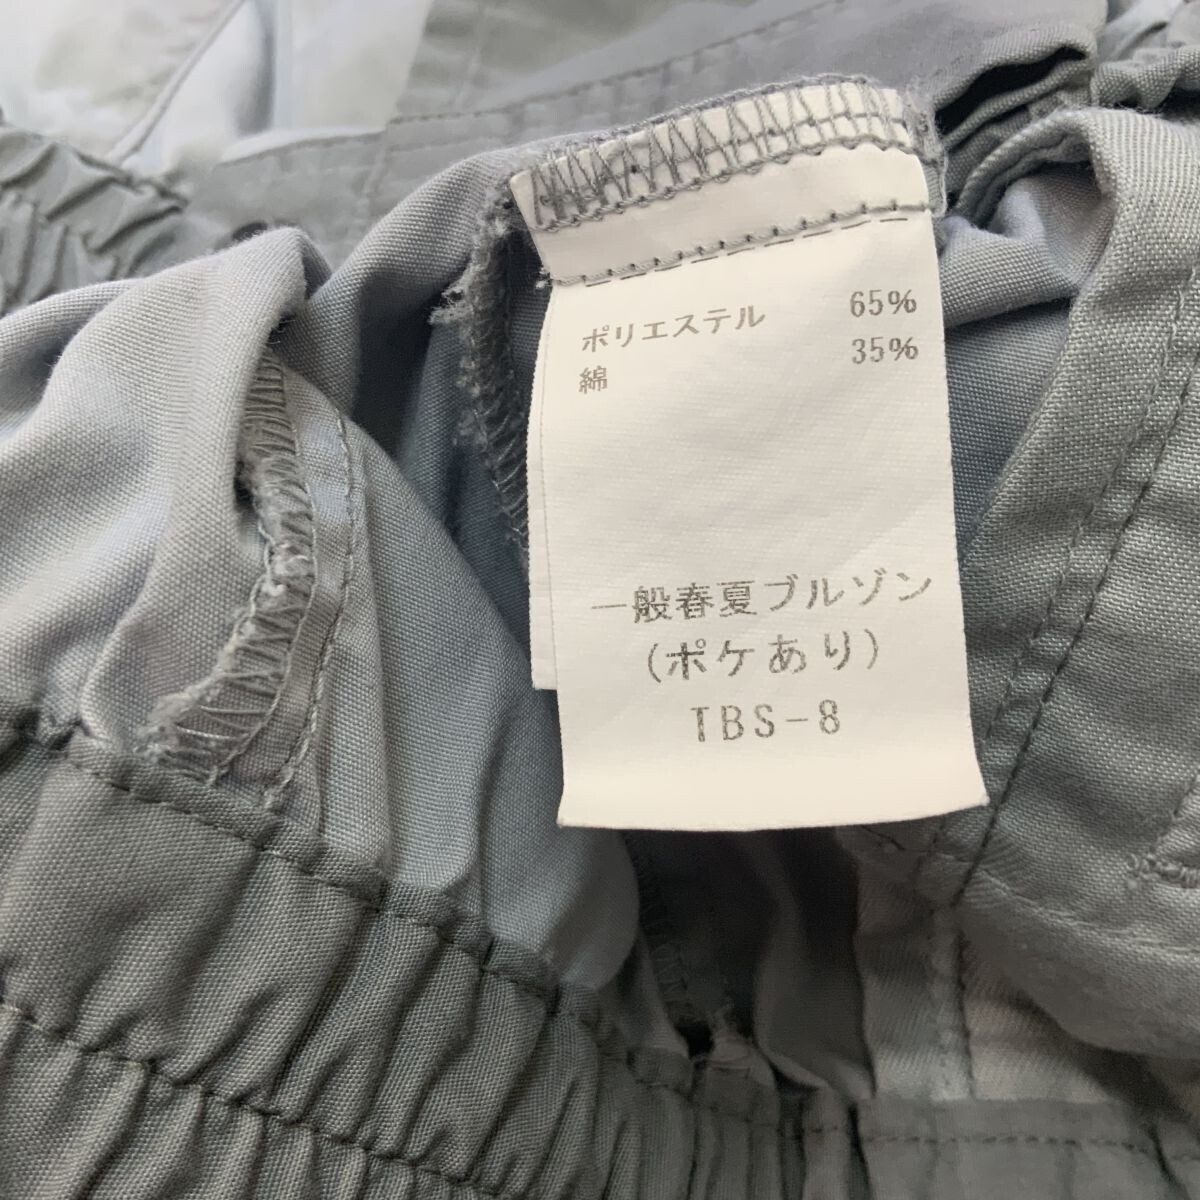 ポリエステル 65%
綿 35%
一般春夏ブルゾン
(ポケあり)
TBS-8